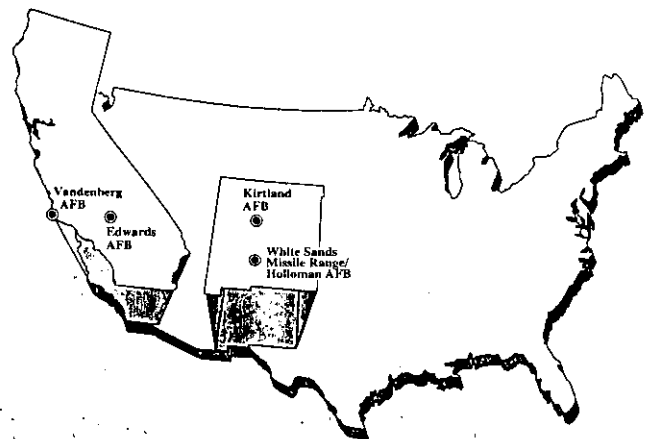 Vandenberg
AFB
Edwards
AFB
Kirtland
AFB
White Sands
Missile Range/
Holloman AFB